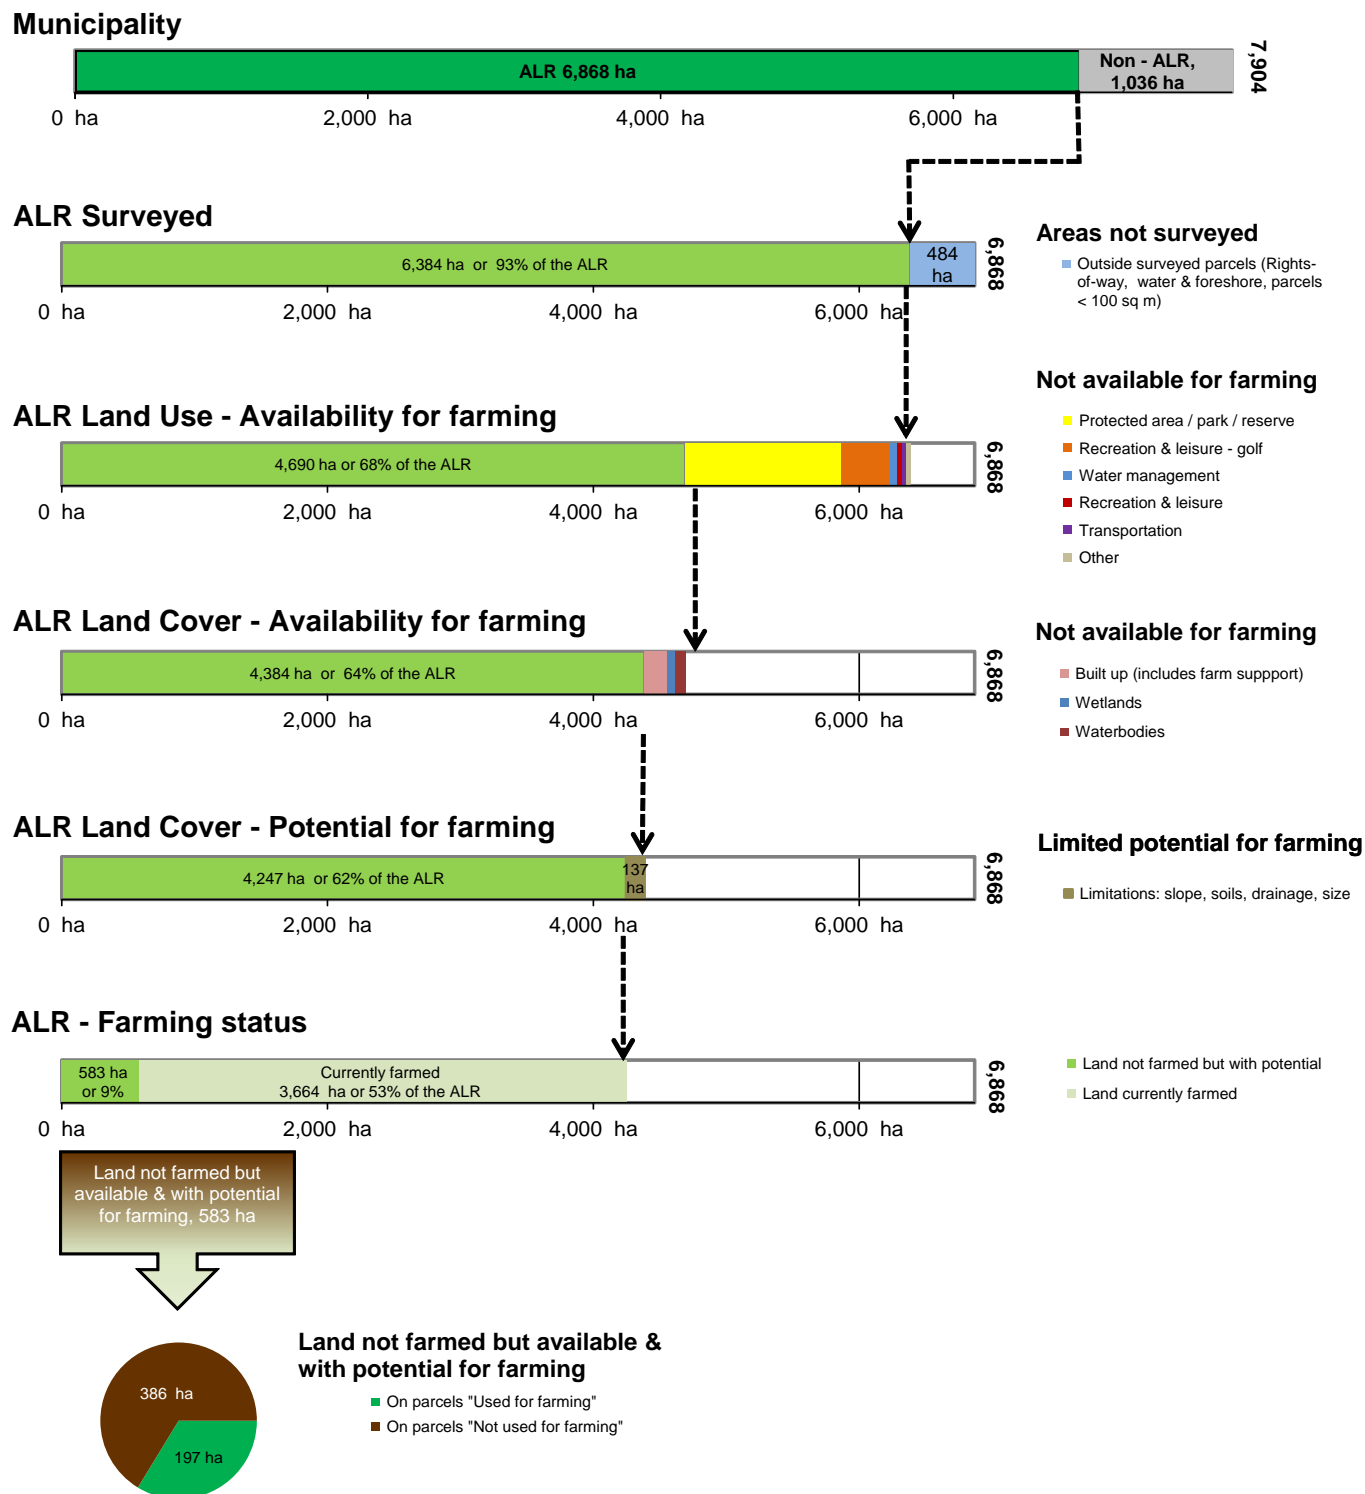 Municipality
ALR 6,868 ha
Non - ALR,
1,036 ha
7,904
0 ha
2,000 ha
4,000 ha
6,000 ha
ALR Surveyed
6,384 ha or 93% of the ALR
484
ha
6,868
0 ha
2,000 ha
4,000 ha
6,000 ha
Areas not surveyed
Outside surveyed parcels (Rights-
of-way, water & foreshore, parcels
< 100 sq m)
ALR Land Use - Availability for farming
4,690 ha or 68% of the ALR
6,868
0 ha
2,000 ha
4,000 ha
6,000 ha
Not available for farming
Protected area / park / reserve
Recreation & leisure - golf
Water management
Recreation & leisure
Transportation
Other
ALR Land Cover - Availability for farming
4,384 ha or 64% of the ALR
6,868
0 ha
2,000 ha
4,000 ha
6,000 ha
Not available for farming
Built up (includes farm suppport)
Wetlands
Waterbodies
ALR Land Cover - Potential for farming
4,247 ha or 62% of the ALR
137
ha
6,868
0 ha
2,000 ha
4,000 ha
6,000 ha
Limited potential for farming
Limitations: slope, soils, drainage, size
ALR - Farming status
583 ha
or 9%
Currently farmed
3,664 ha or 53% of the ALR
6,868
0 ha
2,000 ha
4,000 ha
6,000 ha
Land not farmed but with potential
Land currently farmed
Land not farmed but
available & with potential
for farming, 583 ha
386 ha
197 ha
Land not farmed but available &
with potential for farming
On parcels "Used for farming"
On parcels "Not used for farming"